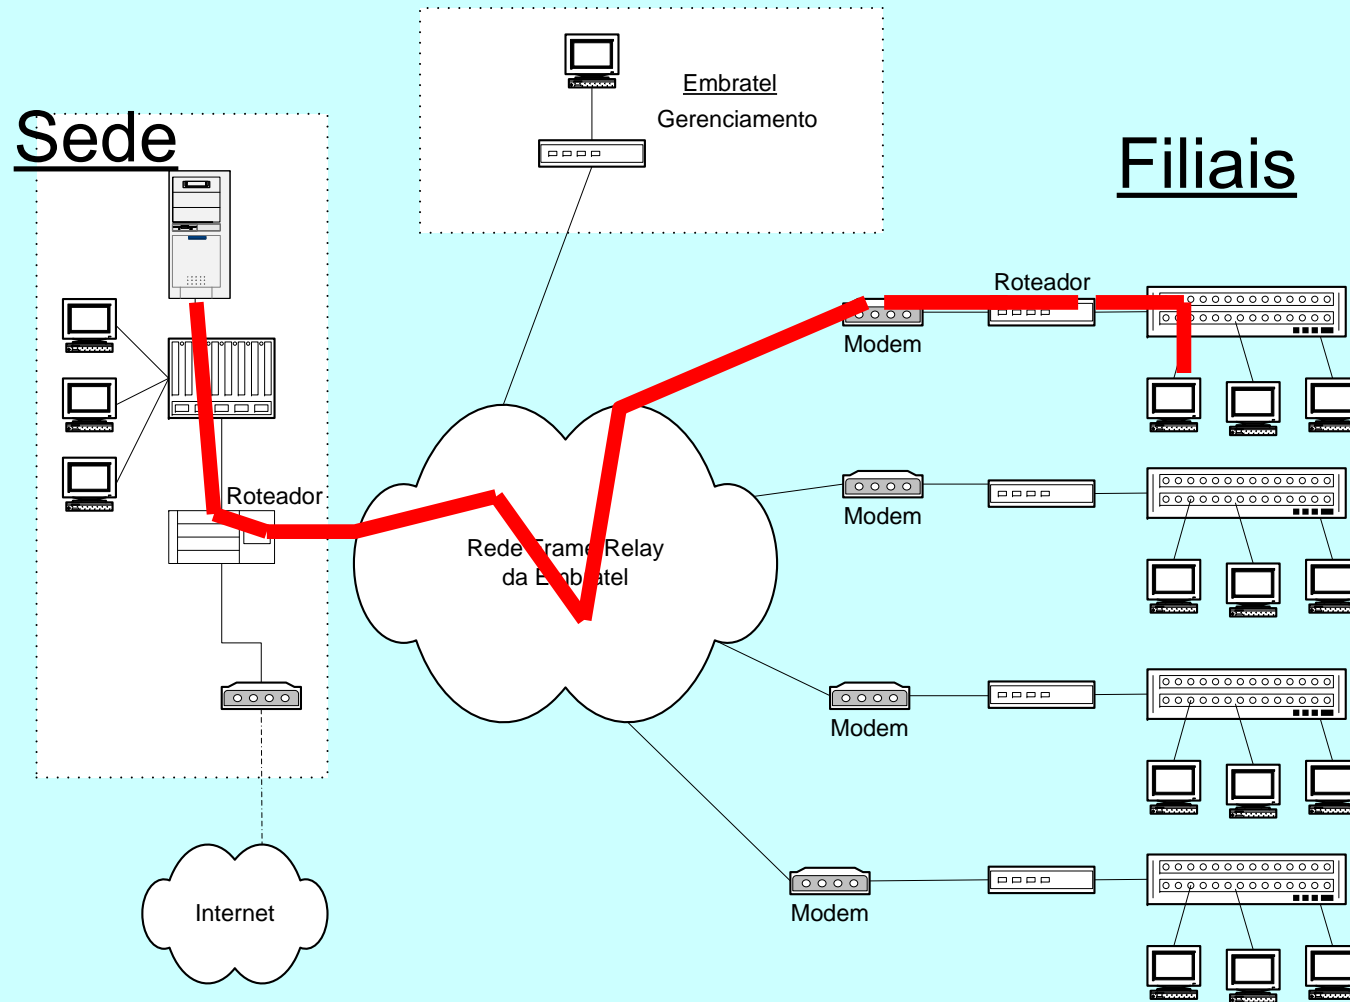 Embratel
Gerenciamento
Sede
Filiais
Roteador
Modem
Roteador
Modem
Rede Frame Relay
da Embratel
Modem
Modem
Internet